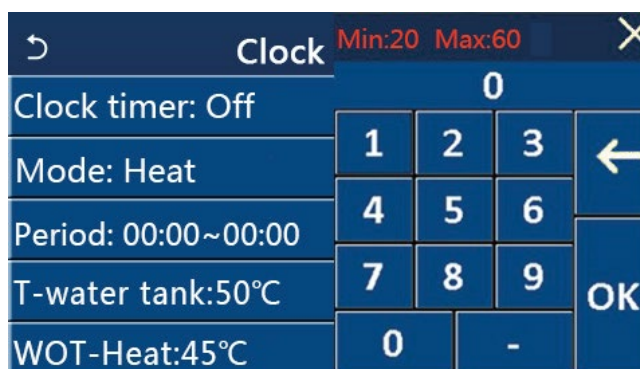 Clock
Clock timer: Off
Mode: Heat
Period: 00:00~00:00
T-water tank:50℃
WOT-Heat:45℃
Min:20 Max:60
0
1 2 3
4 5 6
7 8 9
OK
0 -